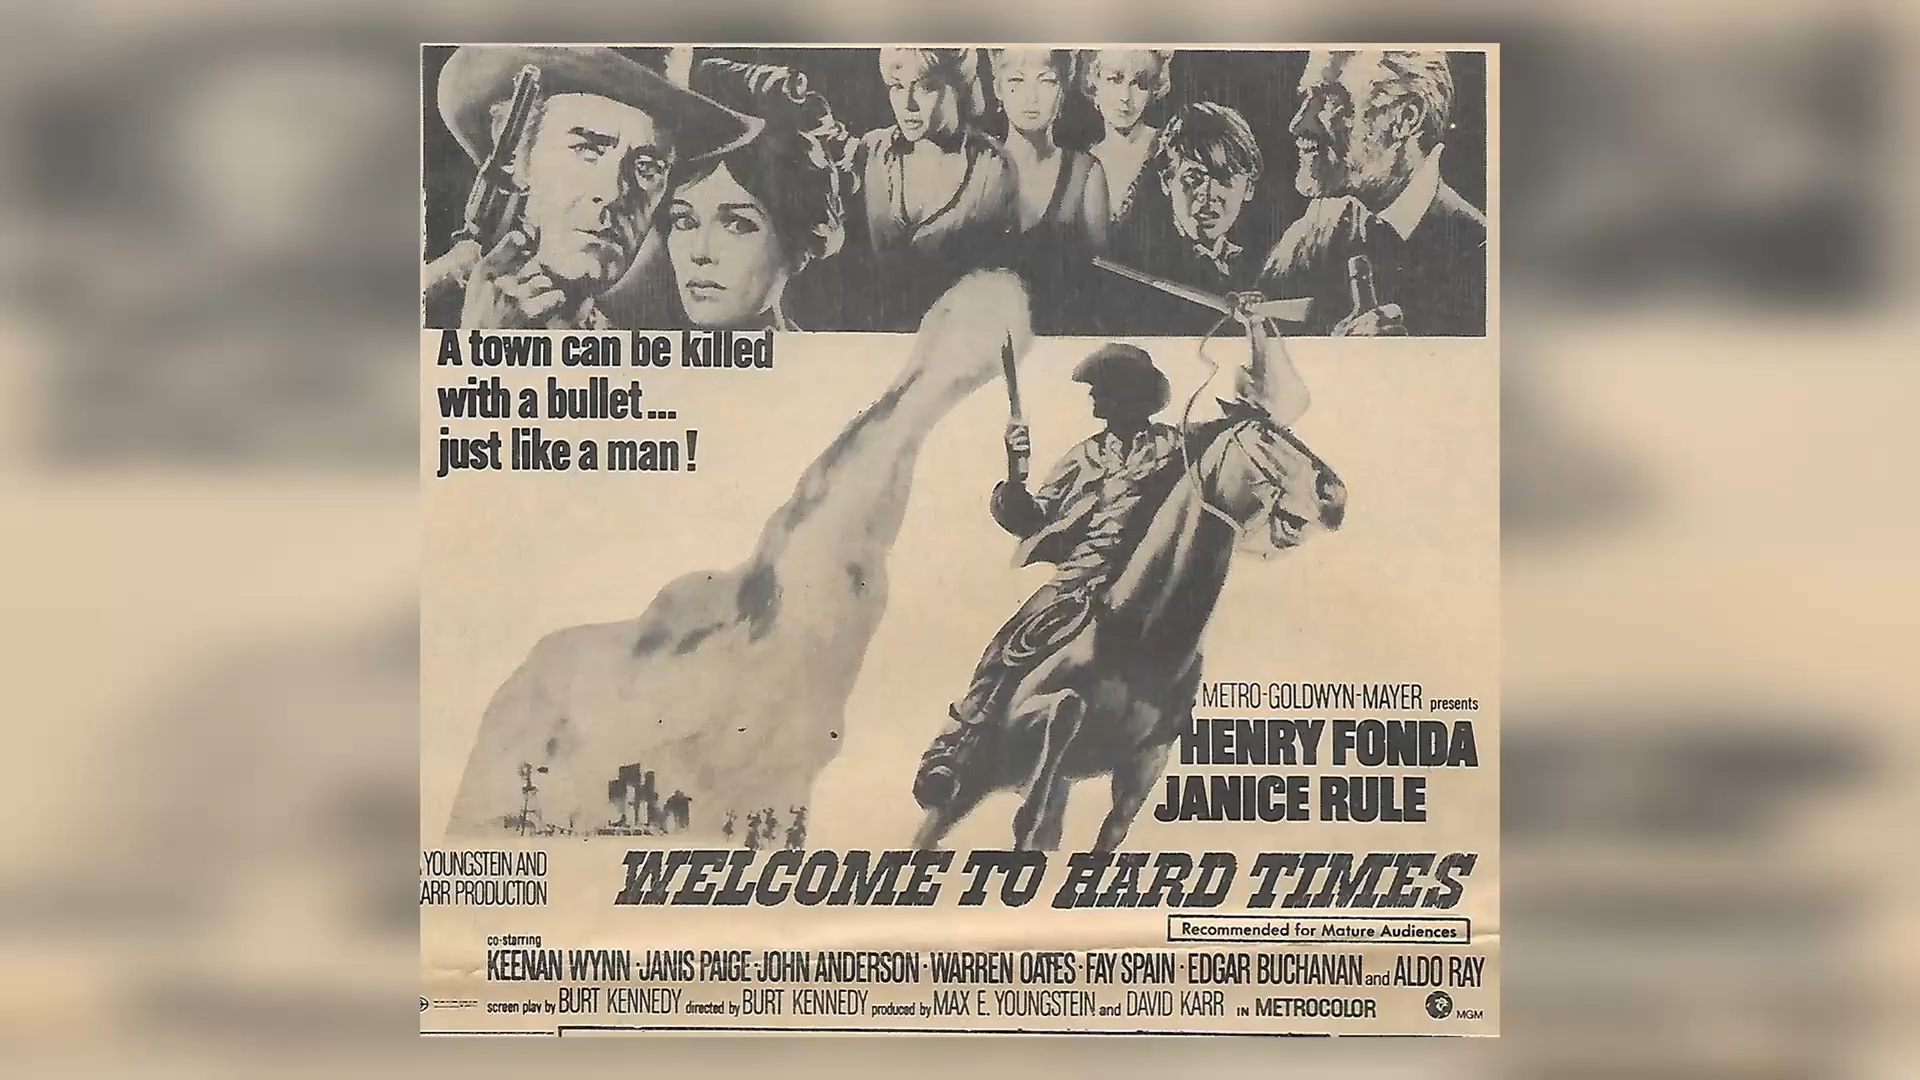 A town can be killed
with a bullet...
just like a man!
METRO-GOLDWYN-MAYER presents
HENRY FONDA
JANICE RULE
YOUNGSTEIN AND
ARR PRODUCTION
WELCOME TO HARD TIMES
Recommended for Mature Audiences
co-starring
KEENAN WYNN · JANIS PAIGE · JOHN ANDERSON · WARREN OATES · FAY SPAIN · EDGAR BUCHANAN and ALDO RAY
screen play by BURT KENNEDY directed by BURT KENNEDY produced by MAX E. YOUNGSTEIN and DAVID KARR IN METROCOLOR
MGM